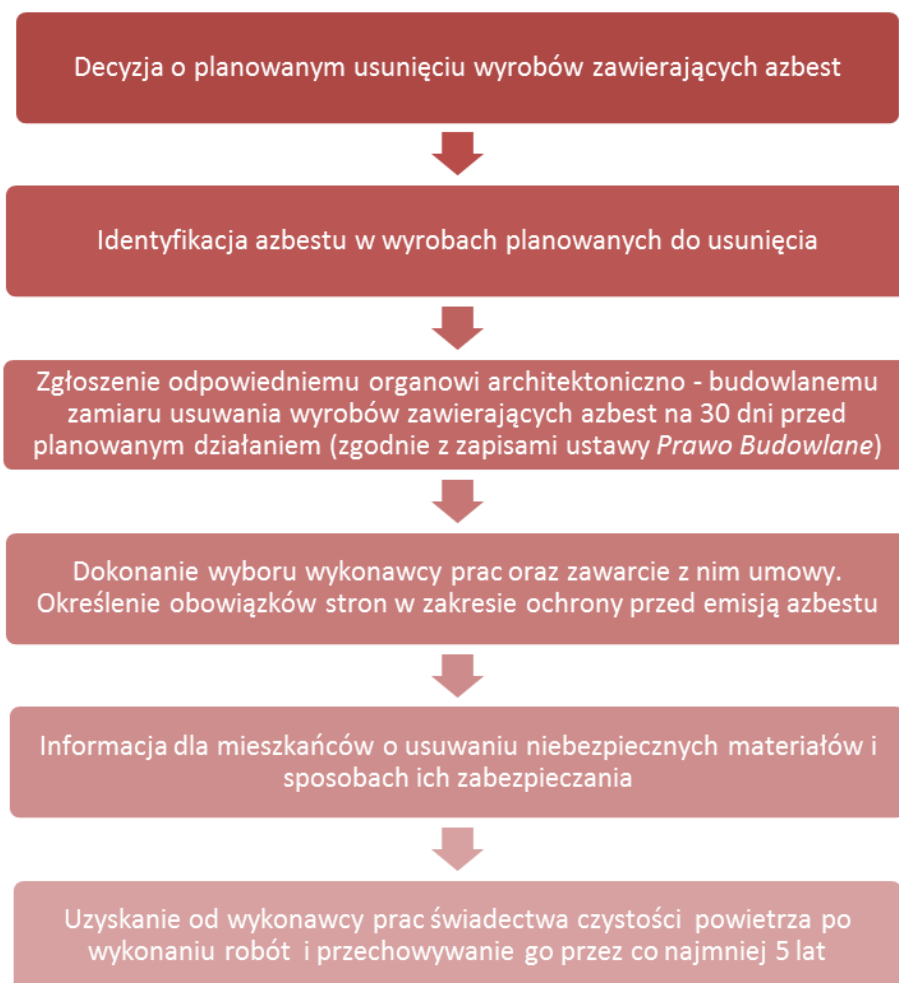 Decyzja o planowanym usunięciu wyrobów zawierających azbest
Identyfikacja azbestu w wyrobach planowanych do usunięcia
Zgłoszenie odpowiedniemu organowi architektoniczno - budowlanemu
zamiaru usuwania wyrobów zawierających azbest na 30 dni przed
planowanym działaniem (zgodnie z zapisami ustawy Prawo Budowlane)
Dokonanie wyboru wykonawcy prac oraz zawarcie z nim umowy.
Określenie obowiązków stron w zakresie ochrony przed emisją azbestu
Informacja dla mieszkańców o usuwaniu niebezpiecznych materiałów i
sposobach ich zabezpieczania
Uzyskanie od wykonawcy prac świadectwa czystości powietrza po
wykonaniu robót i przechowywanie go przez co najmniej 5 lat